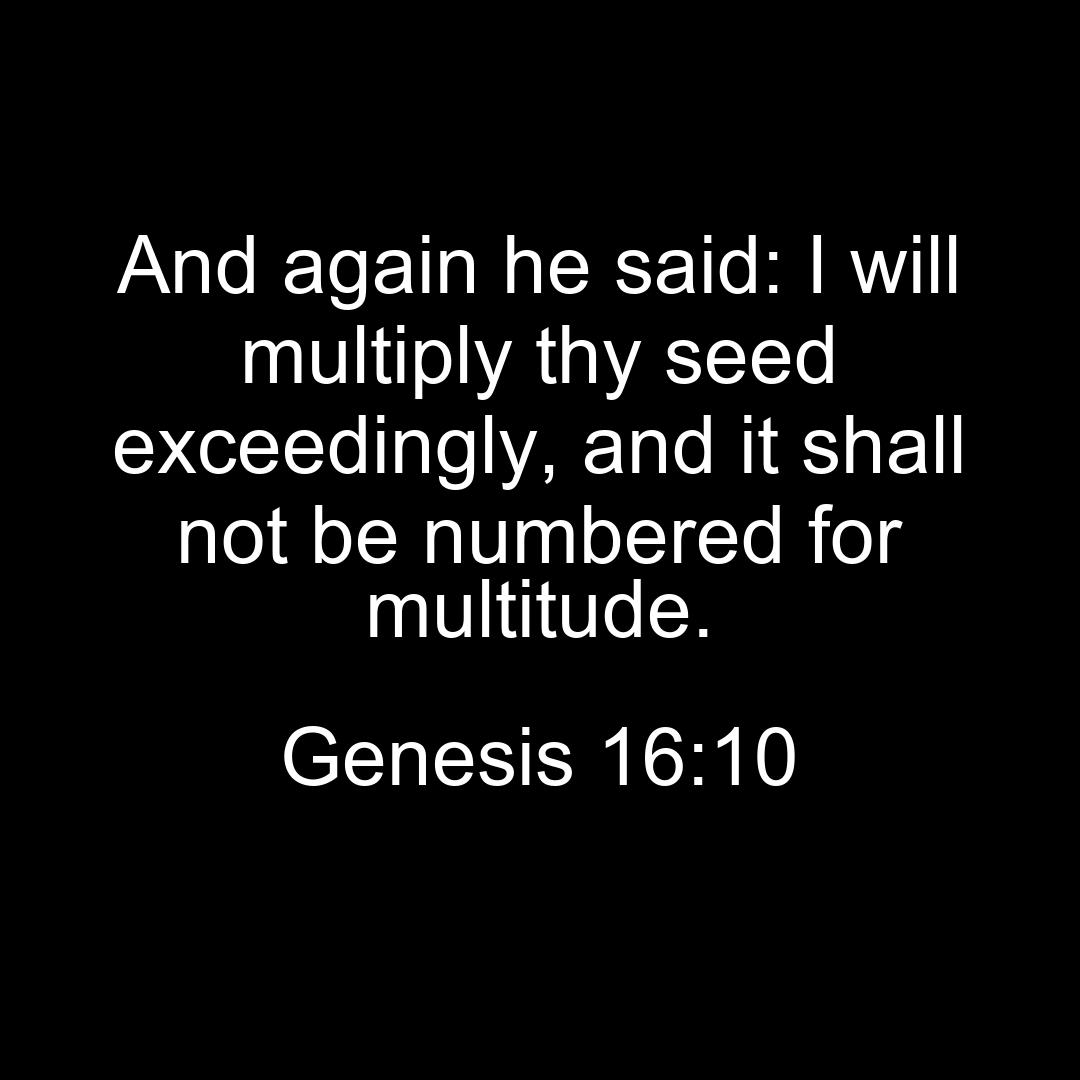 And again he said: I will
multiply thy seed
exceedingly, and it shall
not be numbered for
multitude.
Genesis 16:10